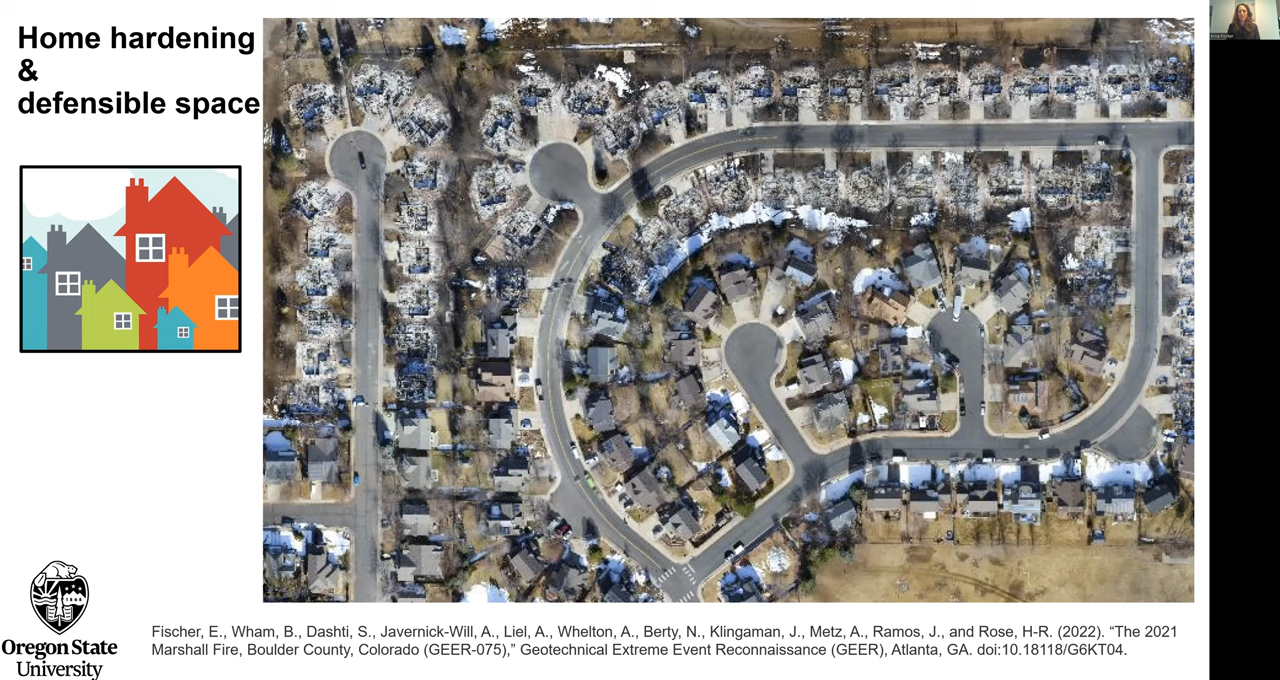 Home hardening
&
defensible space
Erica Fischer
Oregon State
University
Fischer, E., Wham, B., Dashti, S., Javernick-Will, A., Liel, A., Whelton, A., Berty, N., Klingaman, J., Metz, A., Ramos, J., and Rose, H-R. (2022). “The 2021
Marshall Fire, Boulder County, Colorado (GEER-075),” Geotechnical Extreme Event Reconnaissance (GEER), Atlanta, GA. doi:10.18118/G6KT04.